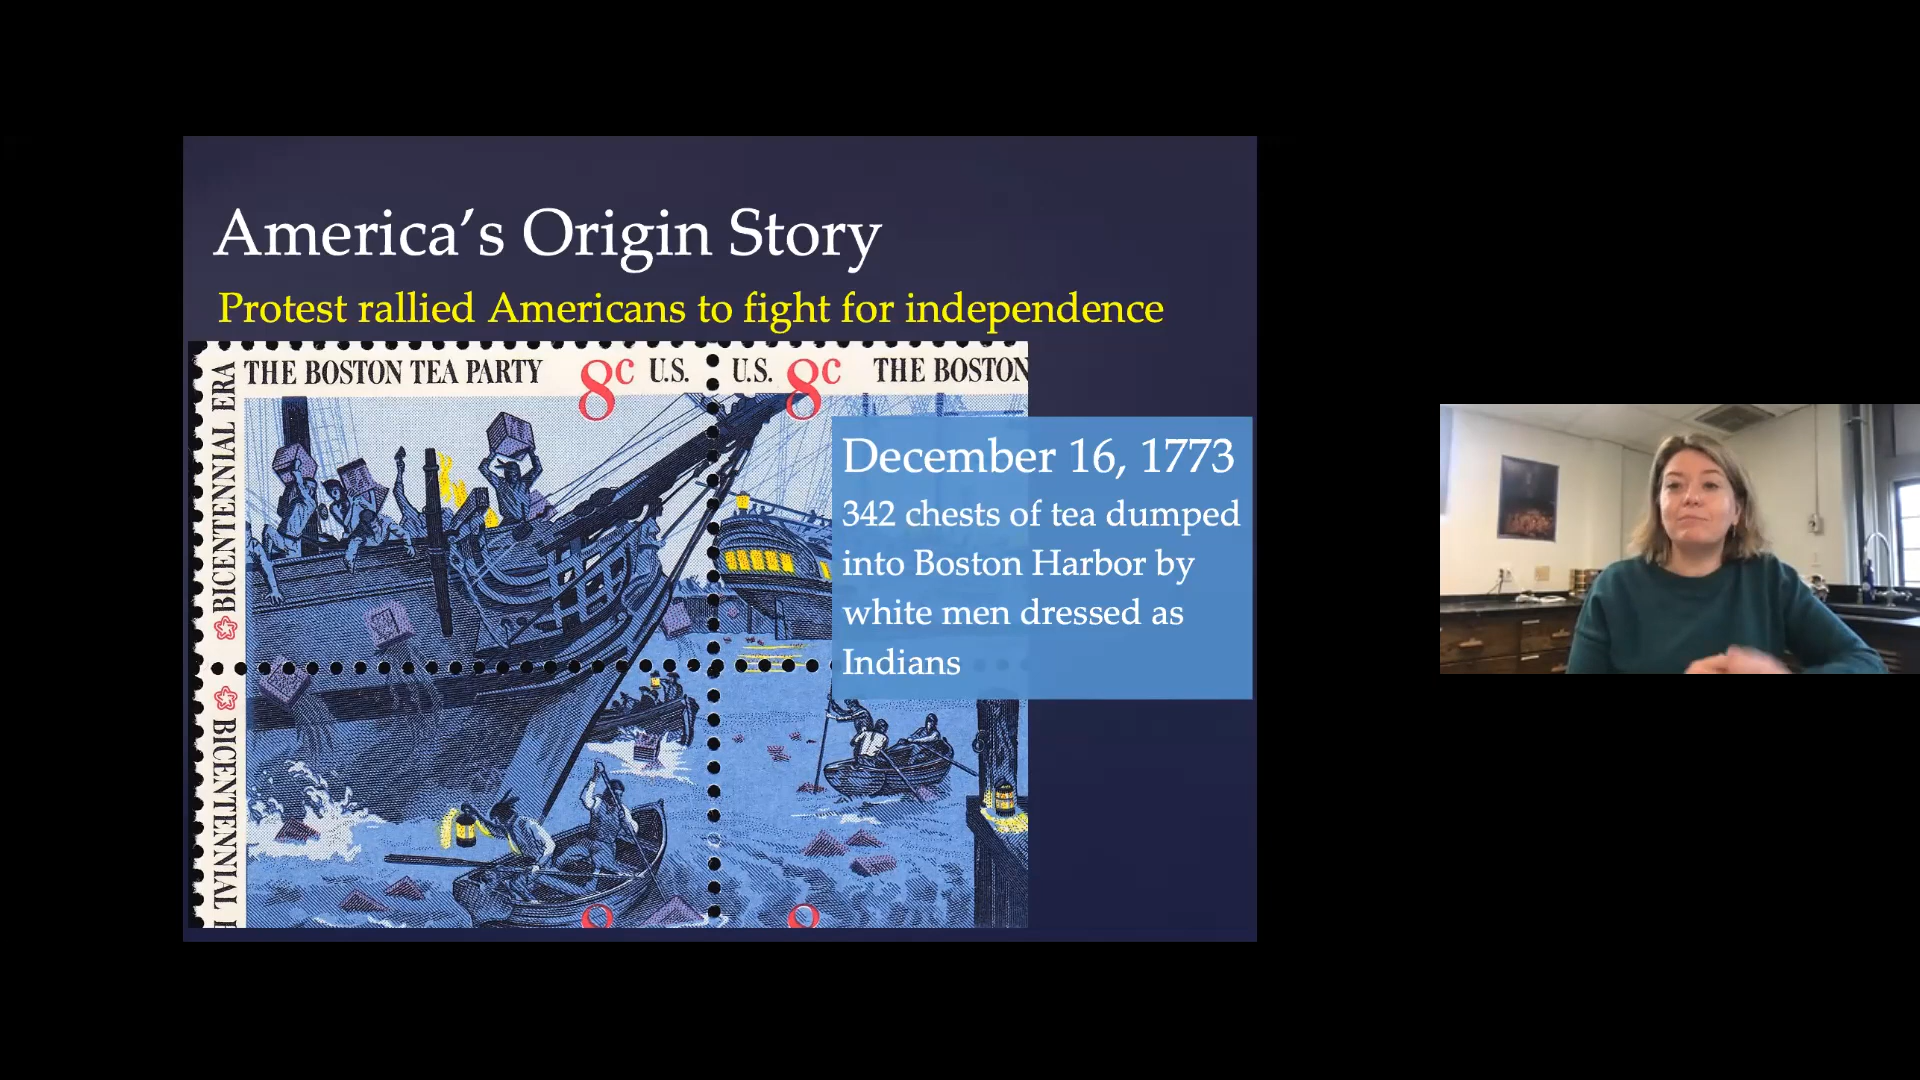 America's Origin Story
Protest rallied Americans to fight for independence
THE BOSTON TEA PARTY 8c U.S.
U.S. 8c THE BOSTON
BICENTENNIAL ERA
BICENTENNIAL
December 16, 1773
342 chests of tea dumped
into Boston Harbor by
white men dressed as
Indians
8
8